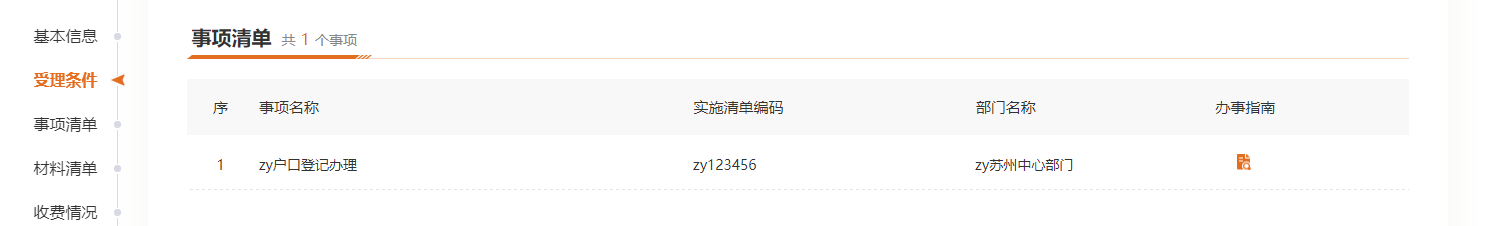 基本信息
受理条件
事项清单
材料清单
收费情况
事项清单 共 1 个事项
序 事项名称 实施清单编码 部门名称 办事指南
1 zy户口登记办理 zy123456 zy苏州中心部门